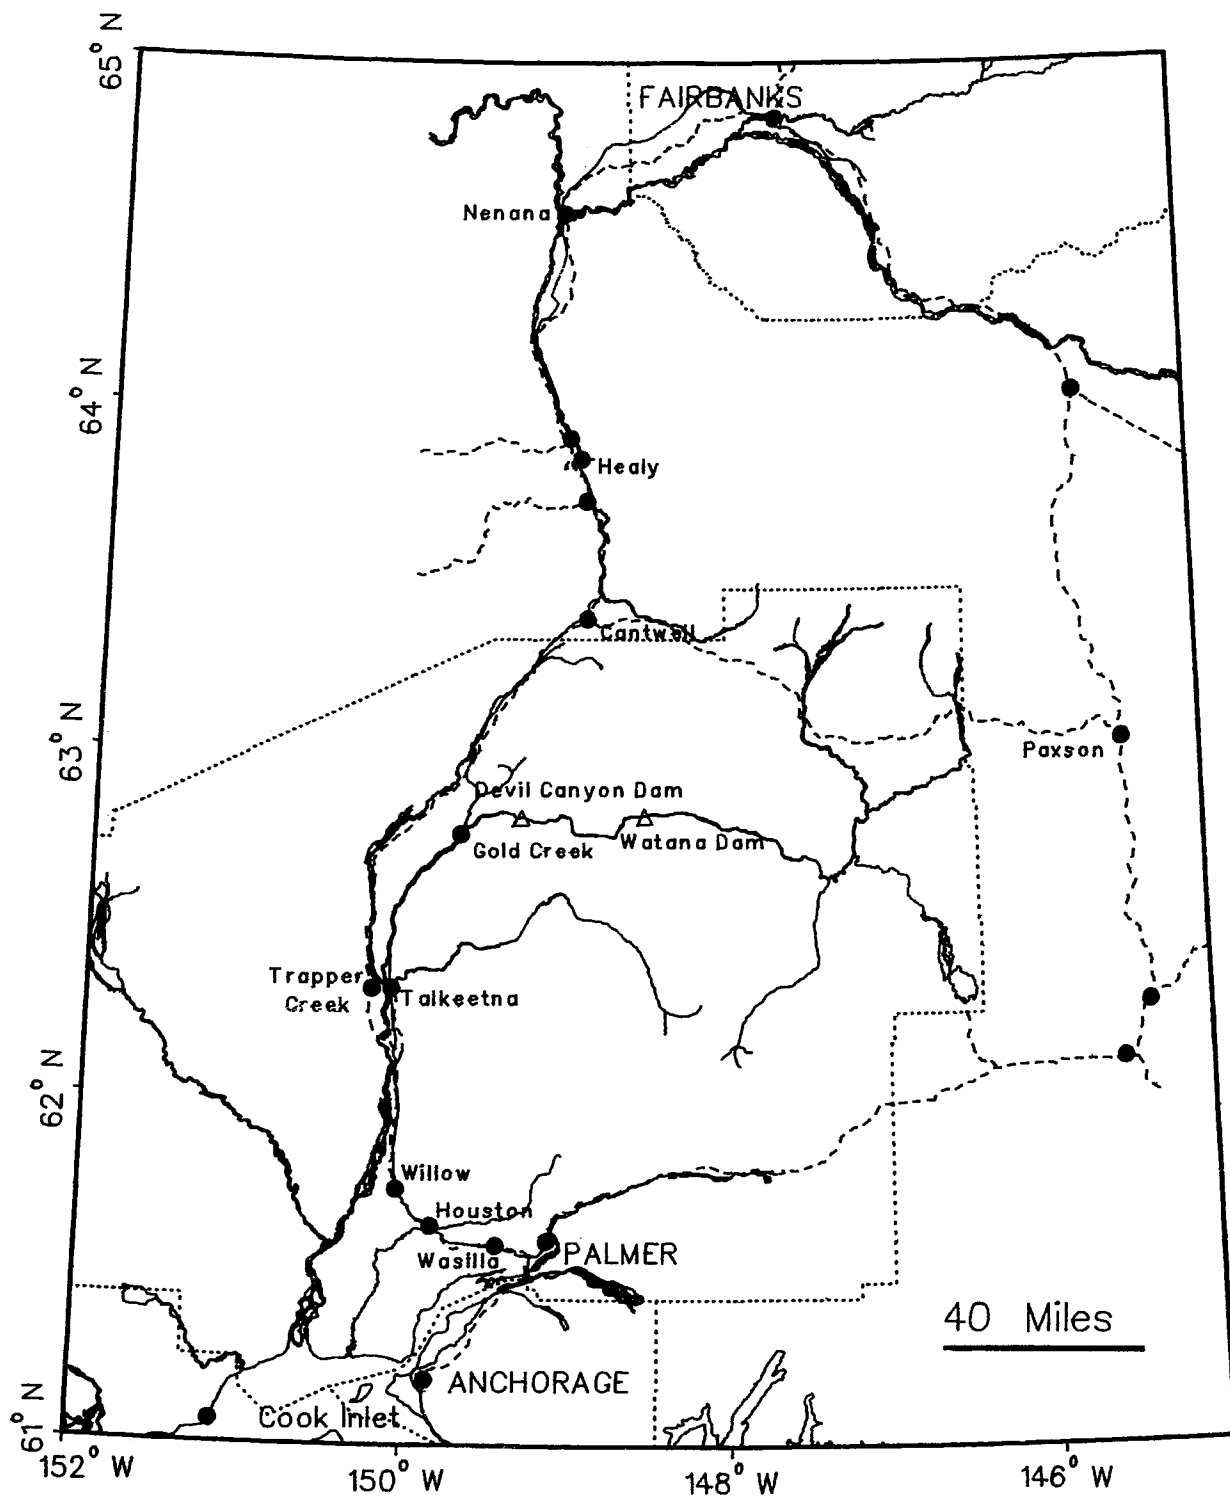 65° N
FAIRBANKS
Nenana
64° N
Healy
Cantwell
63° N
Paxson
Devil Canyon Dam
Gold Creek
Watana Dam
Trapper
Creek
Talkeetna
62° N
Willow
Houston
Wasilla
PALMER
40 Miles
ANCHORAGE
Cook Inlet
61° N
152° W
150° W
148° W
146° W